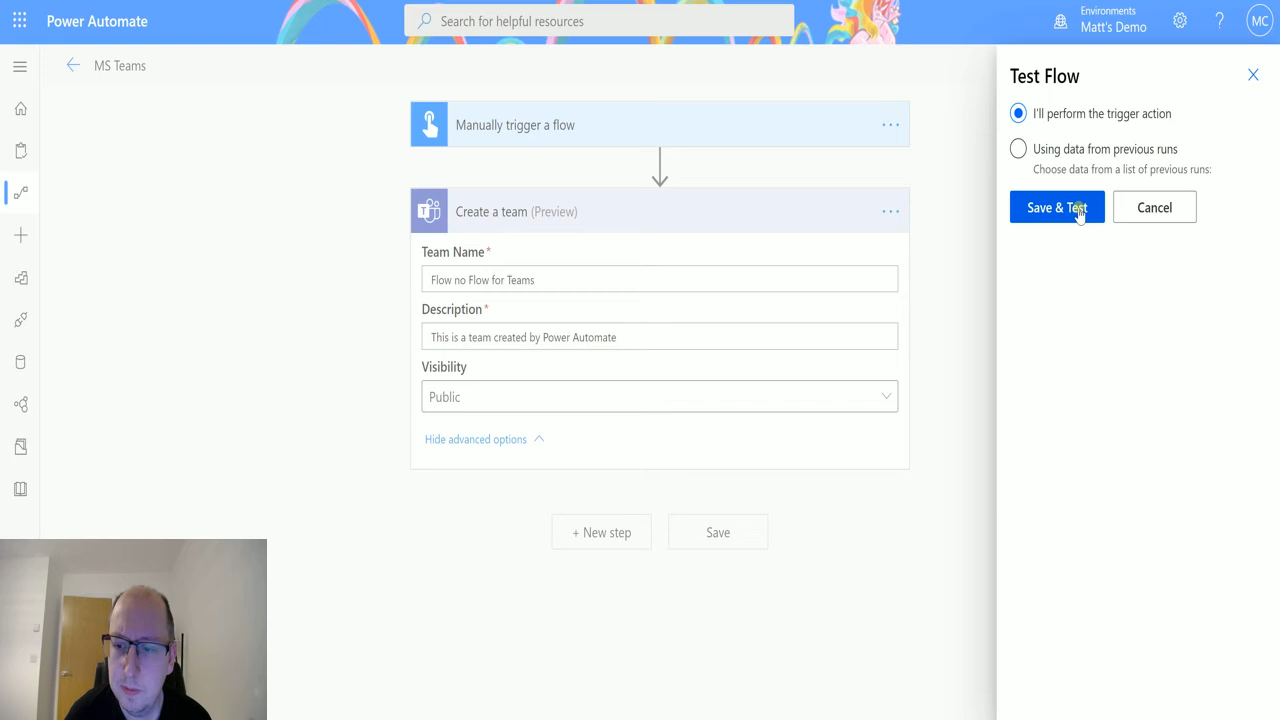 Power Automate
Search for helpful resources
Environments
Matt's Demo
MC
MS Teams
Manually trigger a flow
Create a team (Preview)
Team Name*
Flow no Flow for Teams
Description*
This is a team created by Power Automate
Visibility
Public
Hide advanced options
+ New step
Save
Test Flow
I'll perform the trigger action
Using data from previous runs
Choose data from a list of previous runs:
Save & Test
Cancel